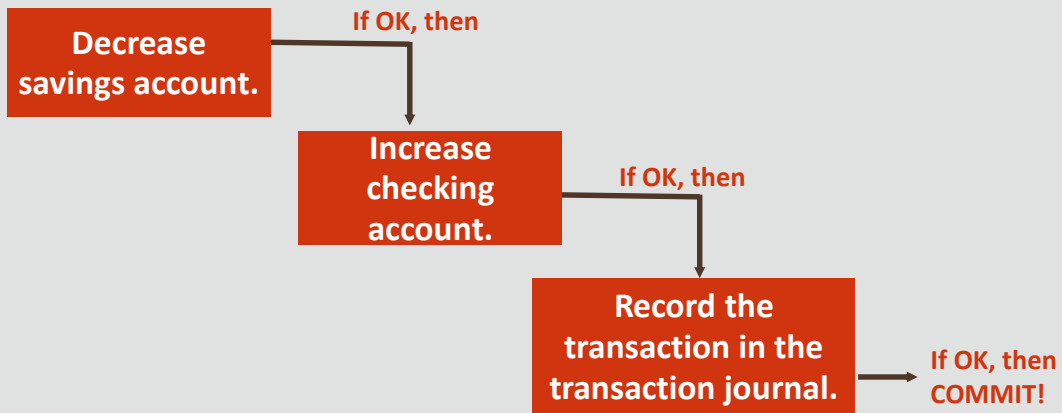 If OK, then
Decrease
savings account.
Increase
checking
account.
If OK, then
Record the
transaction in the
transaction journal.
If OK, then
COMMIT!